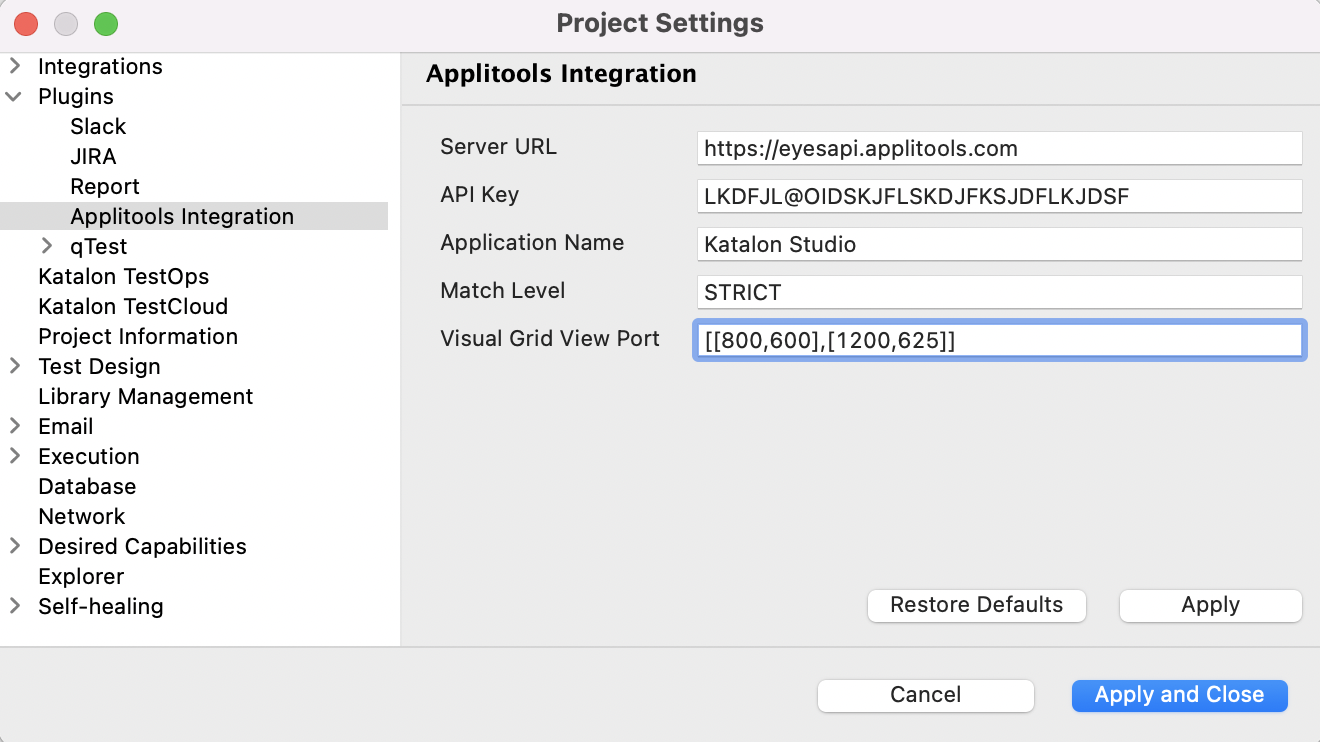 Project Settings
Integrations
Plugins
Slack
JIRA
Report
Applitools Integration
qTest
Katalon TestOps
Katalon TestCloud
Project Information
Test Design
Library Management
Email
Execution
Database
Network
Desired Capabilities
Explorer
Self-healing
Applitools Integration
Server URL https://eyesapi.applitools.com
API Key LKDFJL@OIDSKJFLSKDJFKSJDFLKJDSF
Application Name Katalon Studio
Match Level STRICT
Visual Grid View Port [[800,600],[1200,625]]
Restore Defaults Apply
Cancel Apply and Close